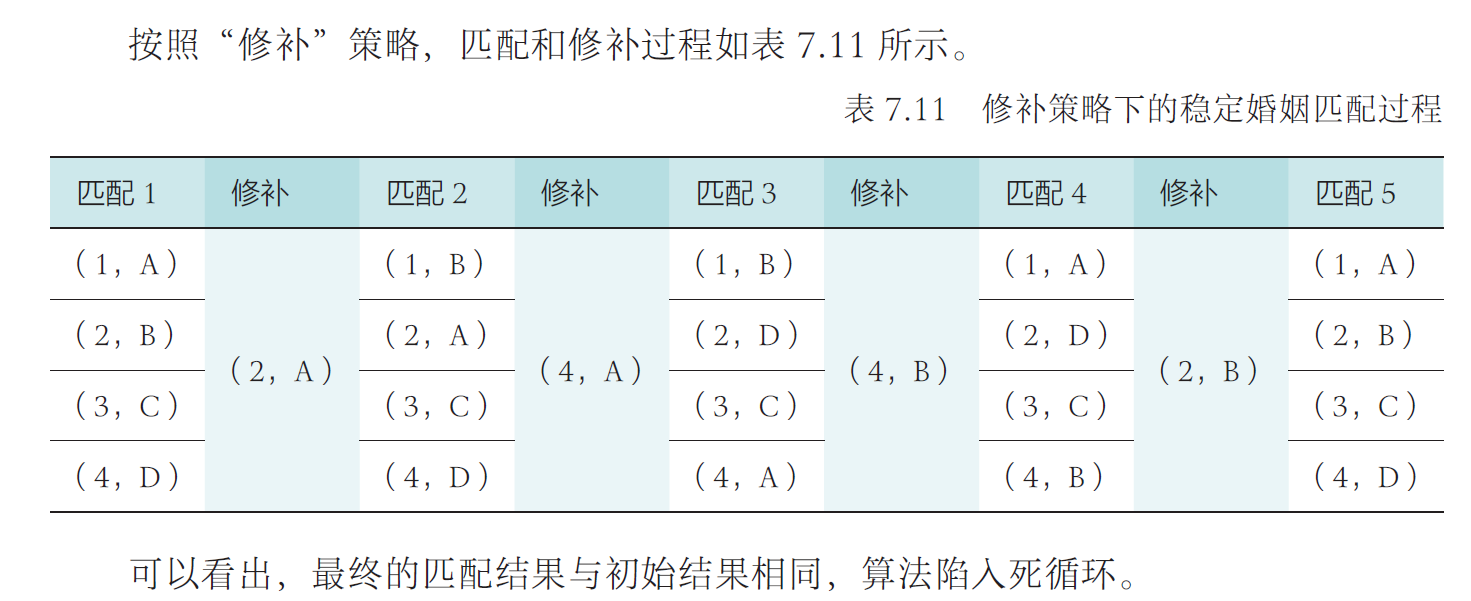 按照“修补”策略，匹配和修补过程如表 7.11 所示。
表 7.11 修补策略下的稳定婚姻匹配过程
匹配 1 修补 匹配 2 修补 匹配 3 修补 匹配 4 修补 匹配 5
（1，A） （1，B） （1，B） （1，A） （1，A）
（2，B） （2，A） （2，D） （2，D） （2，B）
（2，A） （4，A） （4，B） （2，B）
（3，C） （3，C） （3，C） （3，C） （3，C）
（4，D） （4，D） （4，A） （4，B） （4，D）
可以看出，最终的匹配结果与初始结果相同，算法陷入死循环。